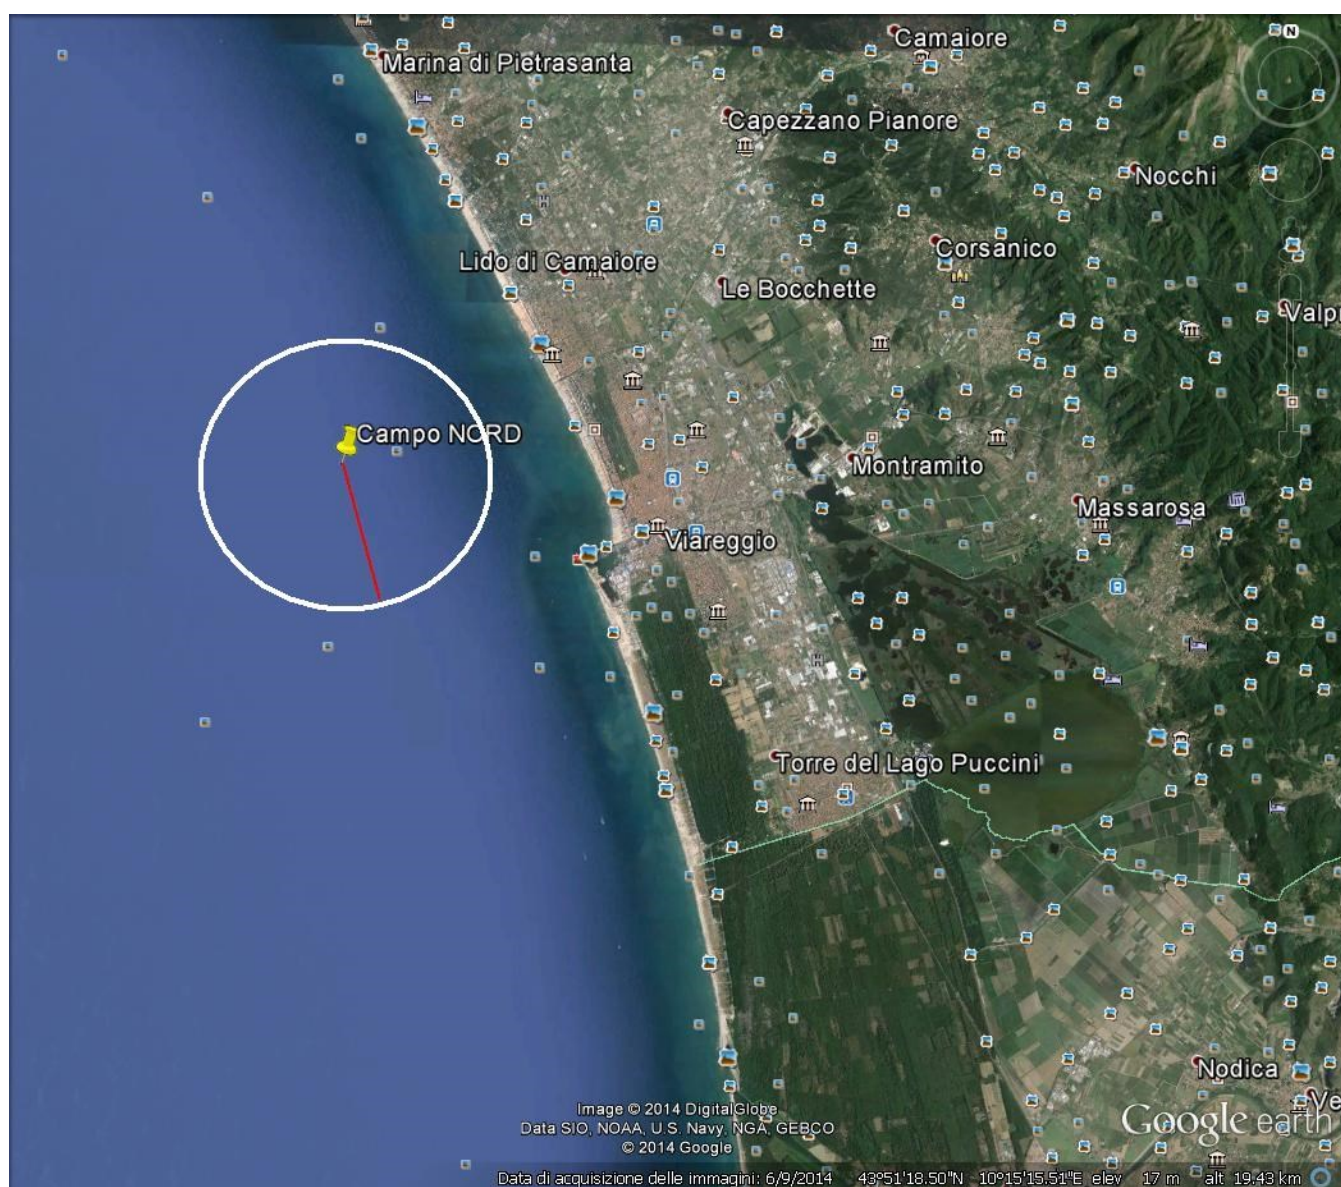 N
Camaiore
Marina di Pietrasanta
Capezzano Pianore
Nocchi
Corsanico
Lido di Camaiore
Le Bocchette
Valpr
Campo NORD
Montramito
Massarosa
Viareggio
Torre del Lago Puccini
Nodica
Ve
Image © 2014 DigitalGlobe
Data SIO, NOAA, U.S. Navy, NGA, GEBCO
© 2014 Google
Google earth
Data di acquisizione delle immagini: 6/9/2014 43°51'18.50"N 10°15'15.51"E elev 17 m alt 19.43 km